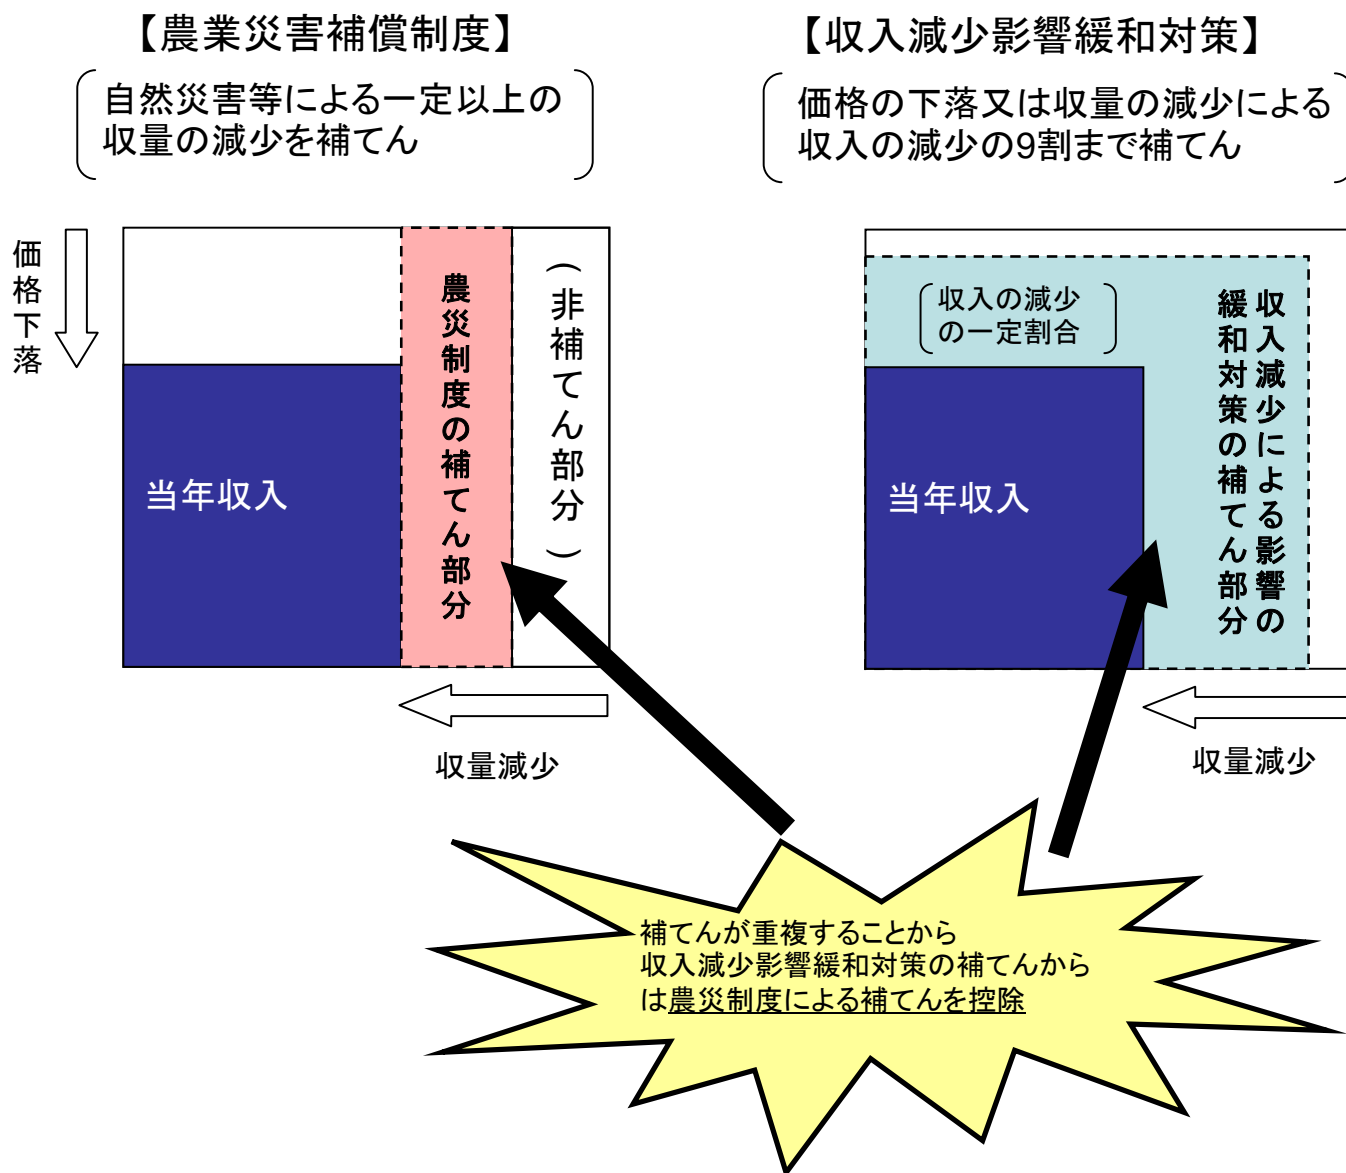 【農業災害補償制度】
自然災害等による一定以上の
収量の減少を補てん
価格下落
当年収入
農災制度の補てん部分
（非補てん部分）
収量減少
【収入減少影響緩和対策】
価格の下落又は収量の減少による
収入の減少の9割まで補てん
収入の減少
の一定割合
当年収入
収入減少による影響の
緩和対策の補てん部分
収量減少
補てんが重複することから
収入減少影響緩和対策の補てんから
は農災制度による補てんを控除